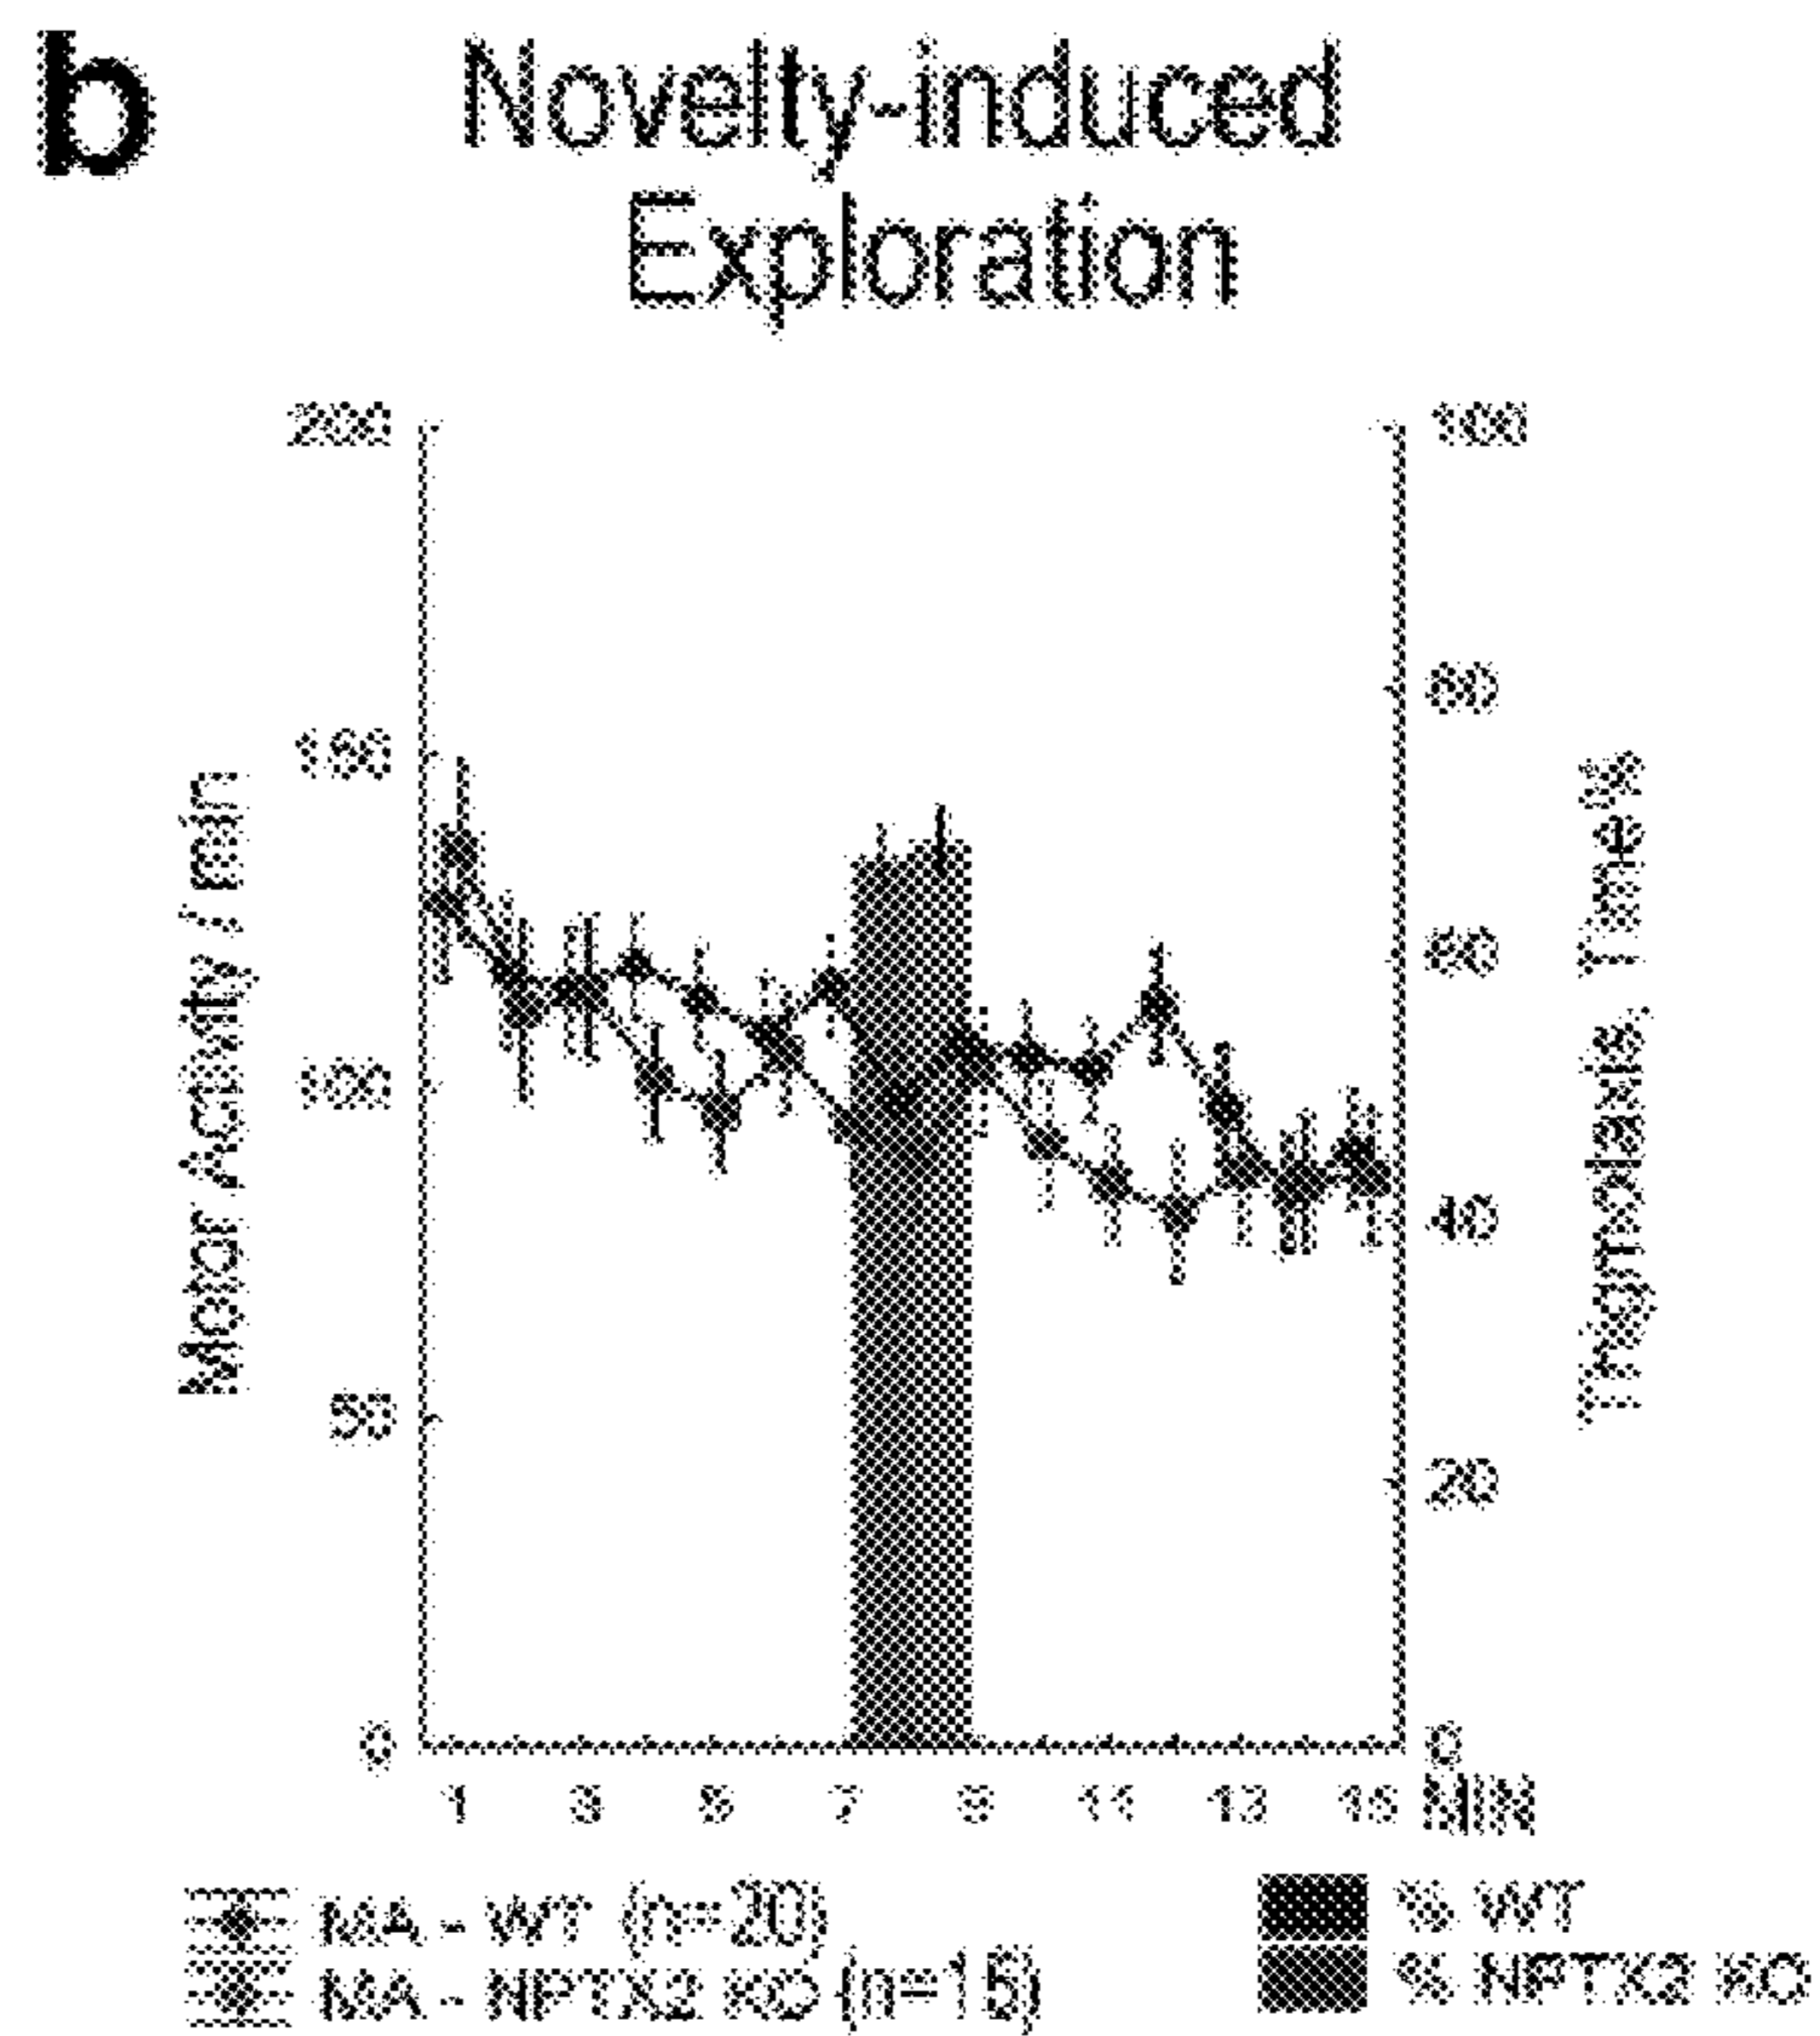 b
Novelty-induced
Exploration
200
150
100
50
0
Motor Activity / min
100
80
60
40
20
0
Thigmotaxis, Time%
1 3 5 7 9 11 13 15 MIN
MA - WT (n=20)
MA - NPTX2 KO (n=15)
% WT
% NPTX2 KO